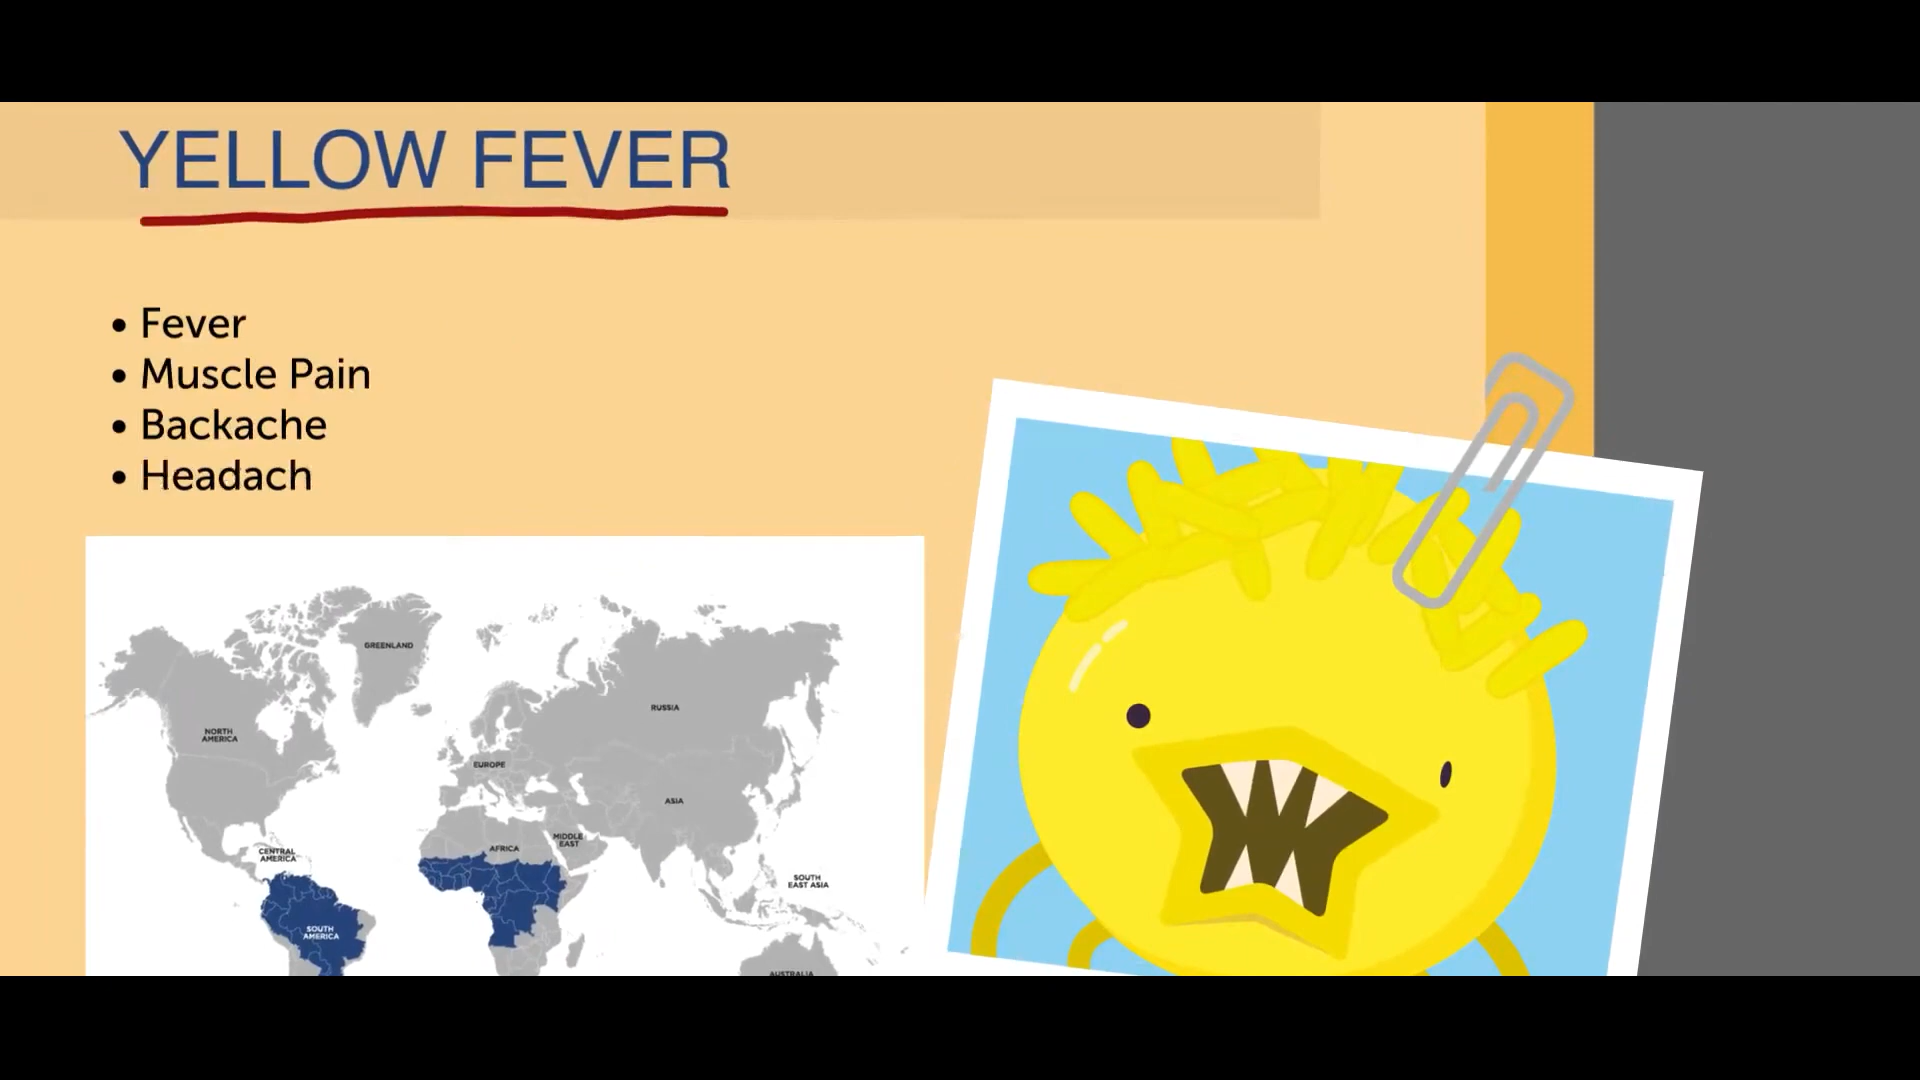 YELLOW FEVER
• Fever
• Muscle Pain
• Backache
• Headach
GREENLAND
RUSSIA
NORTH
AMERICA
EUROPE
ASIA
MIDDLE
EAST
AFRICA
CENTRAL
AMERICA
SOUTH
EAST ASIA
SOUTH
AMERICA
AUSTRALIA